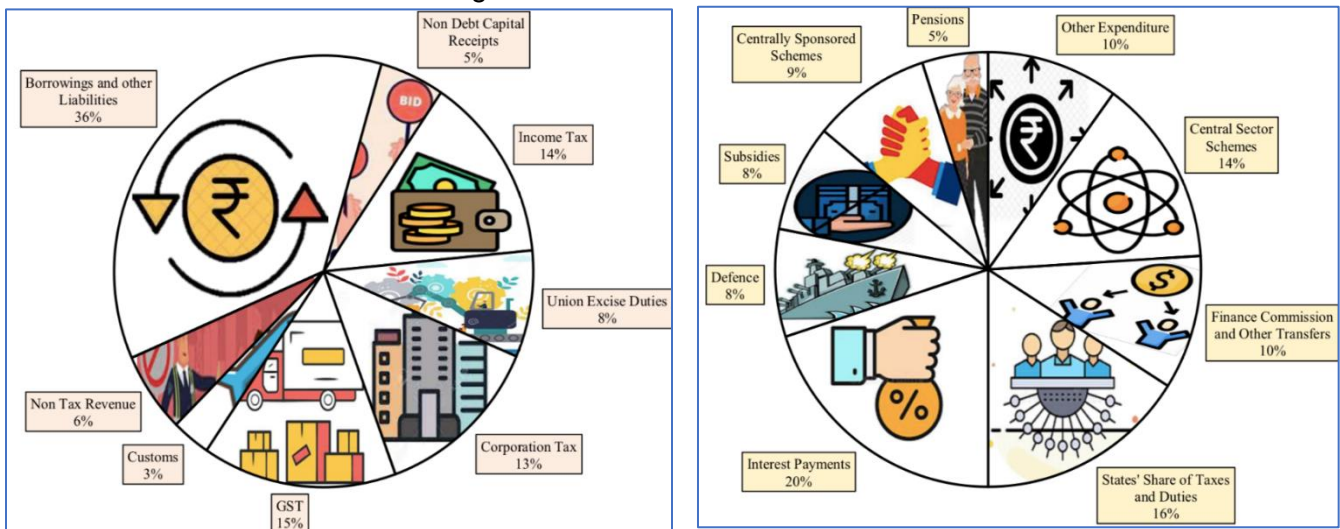 Non Debt Capital
Receipts
5%
Borrowings and other
Liabilities
36%
BID
₹
Income Tax
14%
Union Excise Duties
8%
Non Tax Revenue
6%
Corporation Tax
13%
Customs
3%
GST
15%
Pensions
5%
Other Expenditure
10%
Centrally Sponsored
Schemes
9%
₹
Central Sector
Schemes
14%
Subsidies
8%
$
Defence
8%
Finance Commission
and Other Transfers
10%
%
Interest Payments
20%
States' Share of Taxes
and Duties
16%